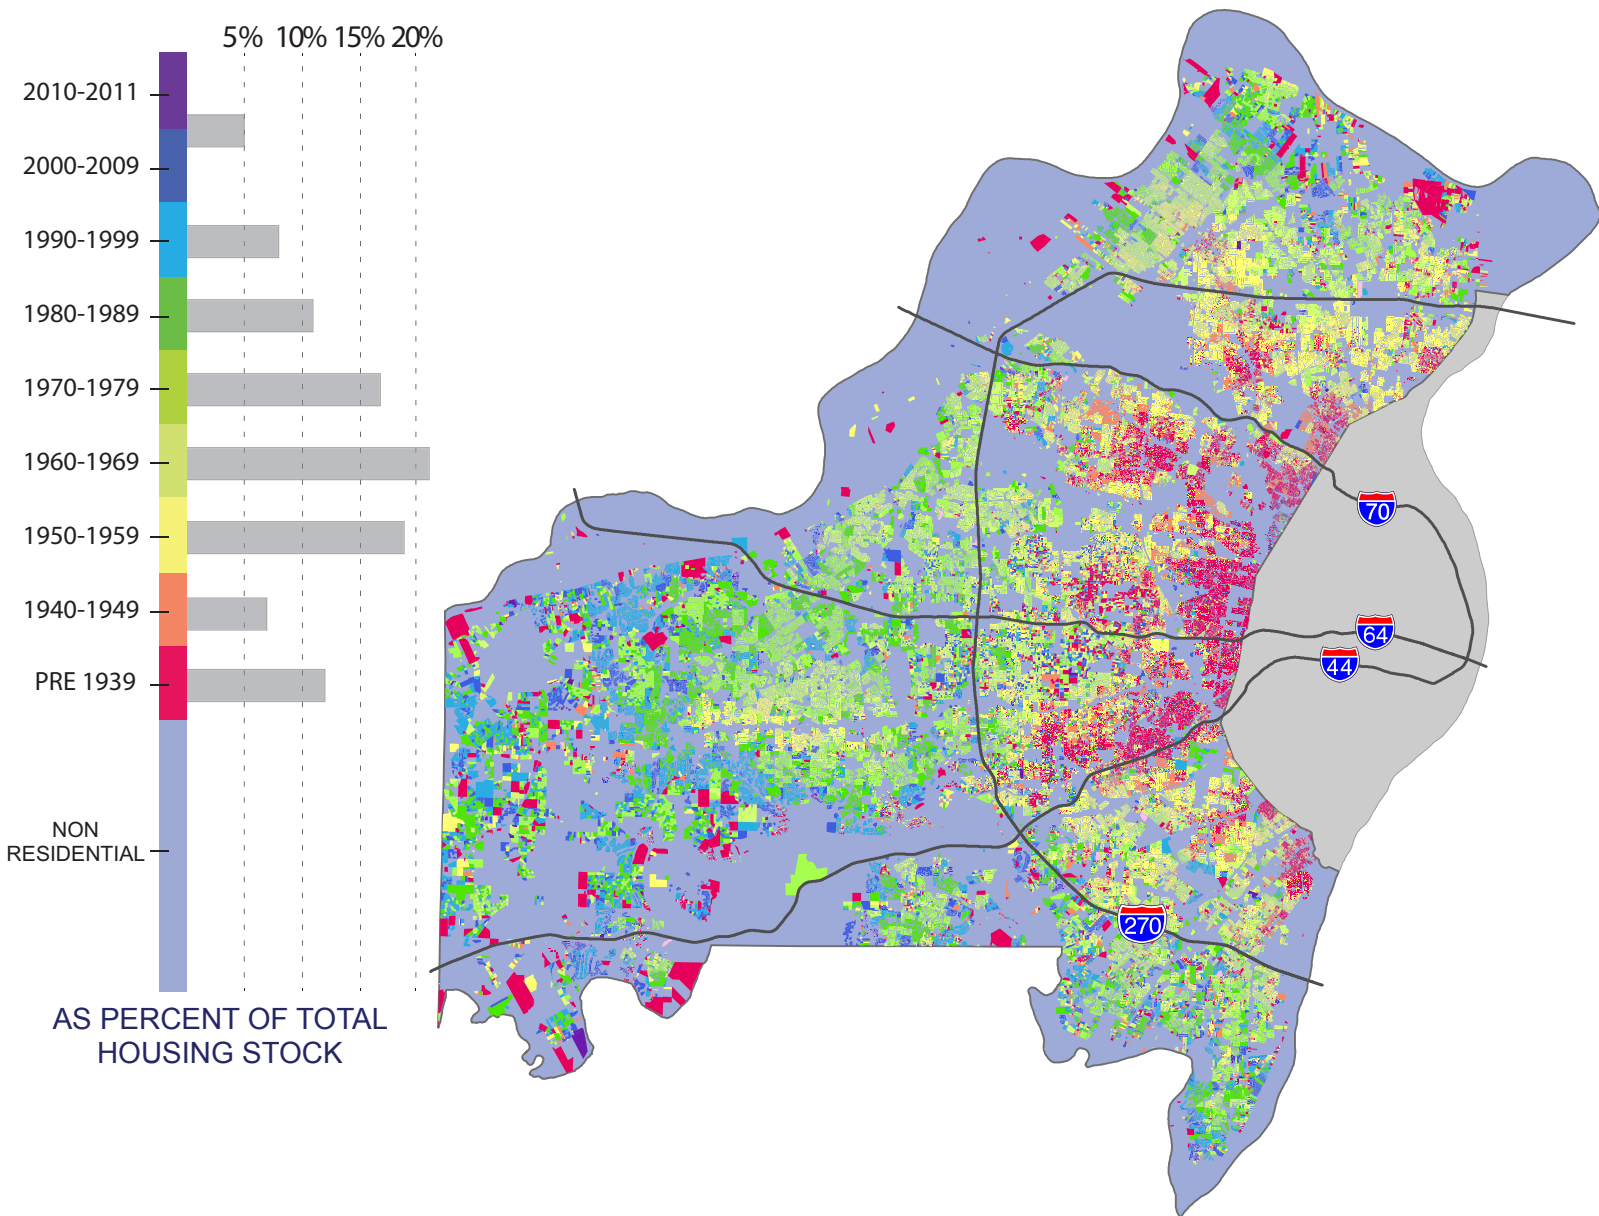 5% 10% 15% 20%
2010-2011
2000-2009
1990-1999
1980-1989
1970-1979
1960-1969
1950-1959
1940-1949
PRE 1939
NON
RESIDENTIAL
AS PERCENT OF TOTAL
HOUSING STOCK
70
64
44
270